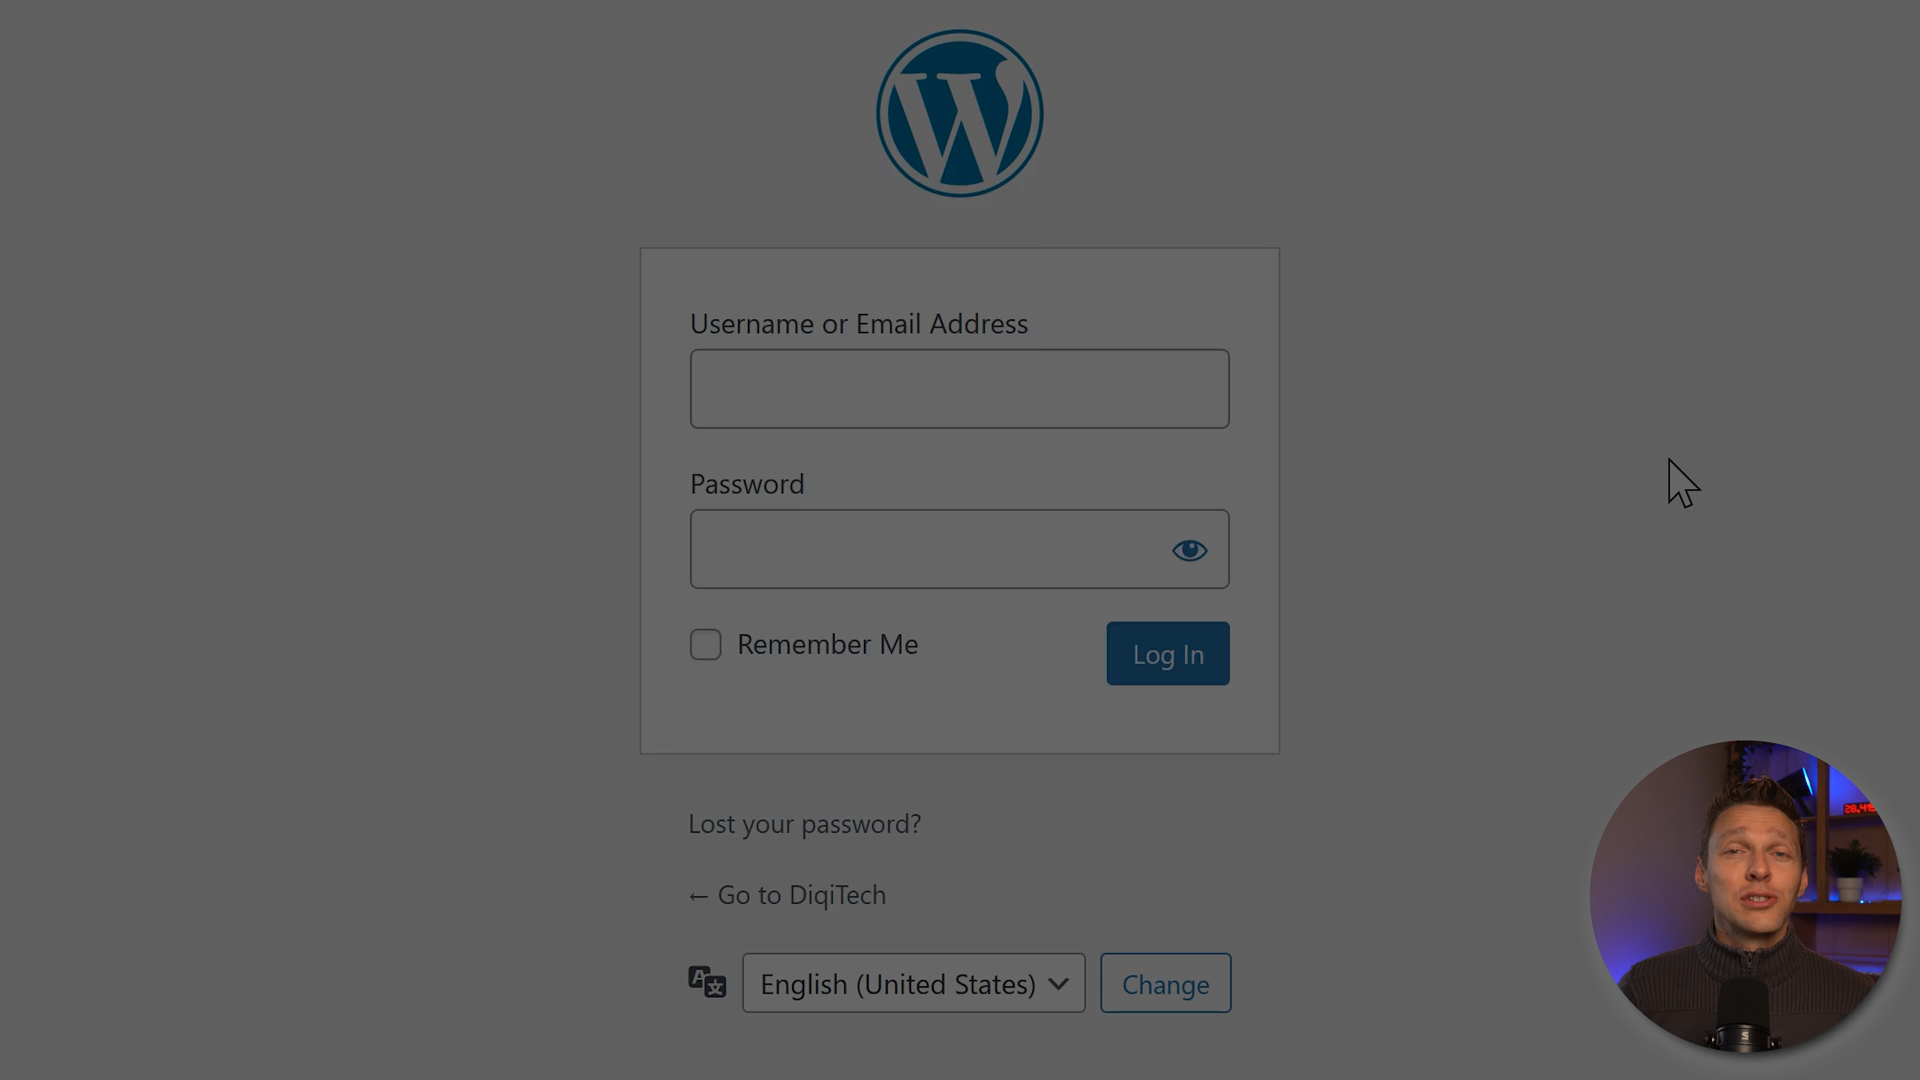 Username or Email Address
Password
Remember Me
Log In
Lost your password?
← Go to DiqiTech
English (United States)
Change